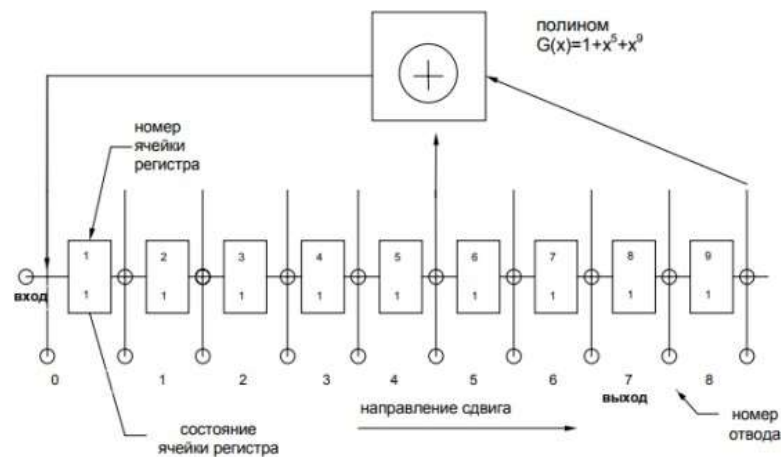 полином
G(x)=1+x⁵+x⁹
номер
ячейки
регистра
1 2 3 4 5 6 7 8 9
1 1 1 1 1 1 1 1 1
вход
0 1 2 3 4 5 6 7 8
выход
направление сдвига
номер
отвода
состояние
ячейки регистра